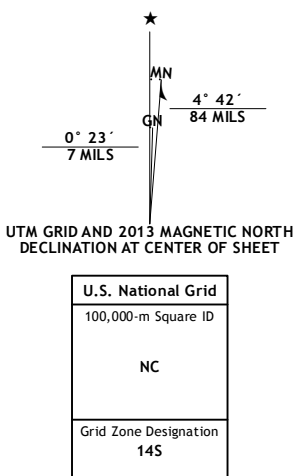 ★
MN
4° 42´
84 MILS
GN
0° 23´
7 MILS
UTM GRID AND 2013 MAGNETIC NORTH
DECLINATION AT CENTER OF SHEET
U.S. National Grid
100,000-m Square ID
NC
Grid Zone Designation
14S